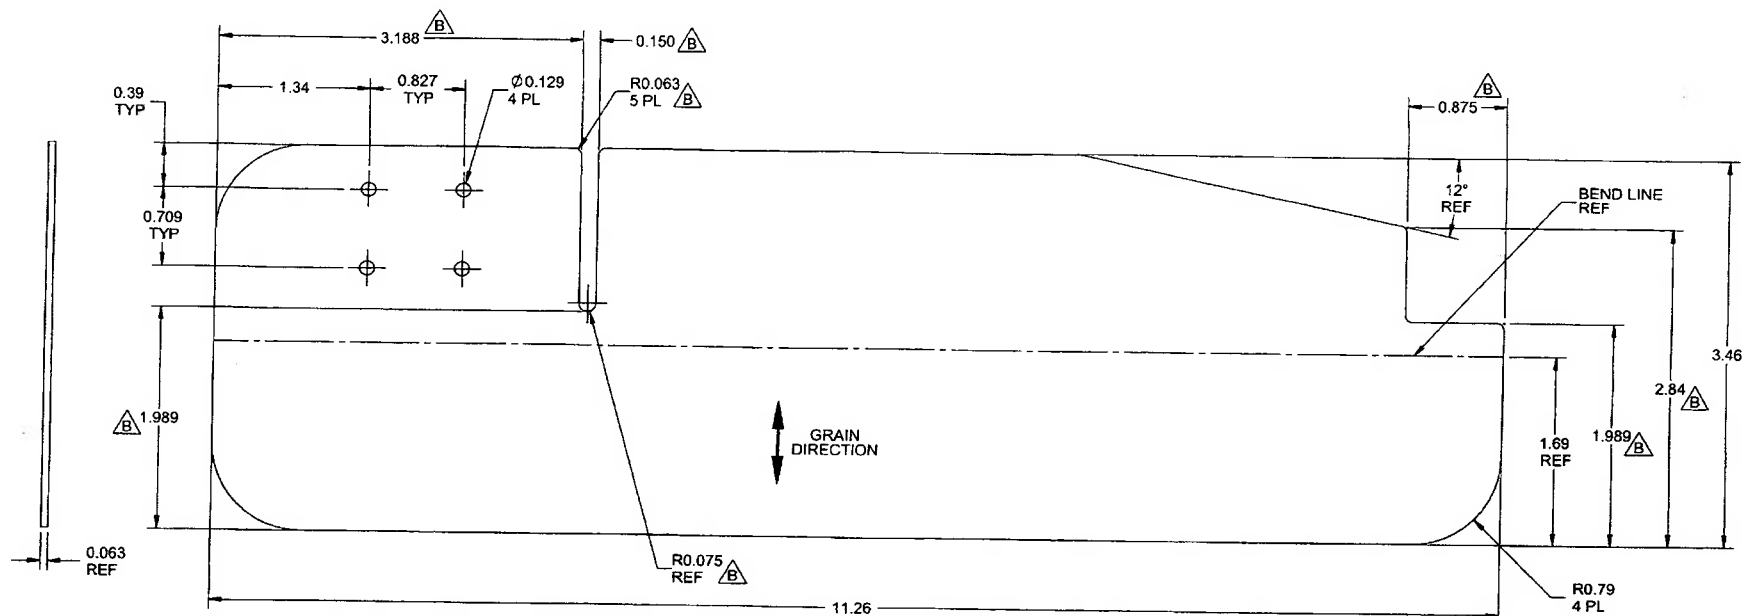 3.188 B
0.150 B
1.34
0.827
TYP
Ø0.129
4 PL
R0.063
5 PL B
B
0.875
0.39
TYP
0.709
TYP
12°
REF
BEND LINE
REF
3.46
2.84 B
B 1.989
GRAIN
DIRECTION
1.69
REF
1.989 B
0.063
REF
R0.075
REF B
R0.79
4 PL
11.26